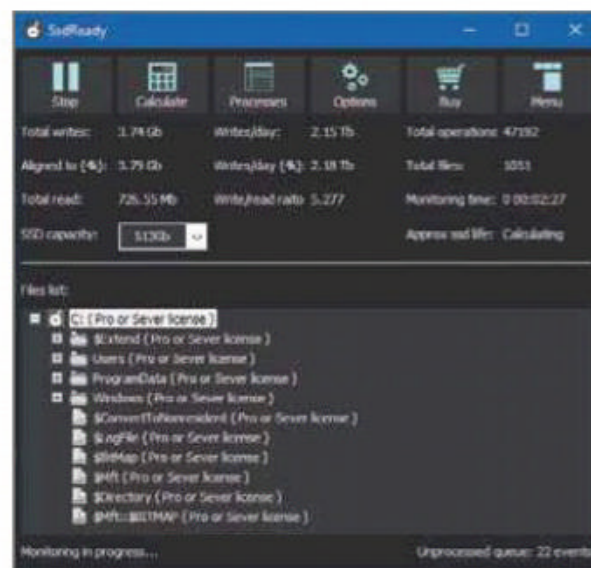 SsdReady
Stop Calculate Processes Options Buy Menu
Total writes: 3.74 Gb Writes/day: 2.15 Tb Total operations: 47192
Aligned to (4k): 3.79 Gb Writes/day (4k): 2.18 Tb Total files: 1051
Total read: 726.55 Mb Write/read ratio 5.277 Monitoring time: 0 00:02:27
SSD capacity: 512Gb Approx ssd life: Calculating
Files list:
C: ( Pro or Sever license )
$Extend ( Pro or Sever license )
Users ( Pro or Sever license )
ProgramData ( Pro or Sever license )
Windows ( Pro or Sever license )
$ConvertToNonresident ( Pro or Sever license )
$LogFile ( Pro or Sever license )
$BitMap ( Pro or Sever license )
$Mft ( Pro or Sever license )
$Directory ( Pro or Sever license )
$Mft::$BITMAP ( Pro or Sever license )
Monitoring in progress... Unprocessed queue: 22 events